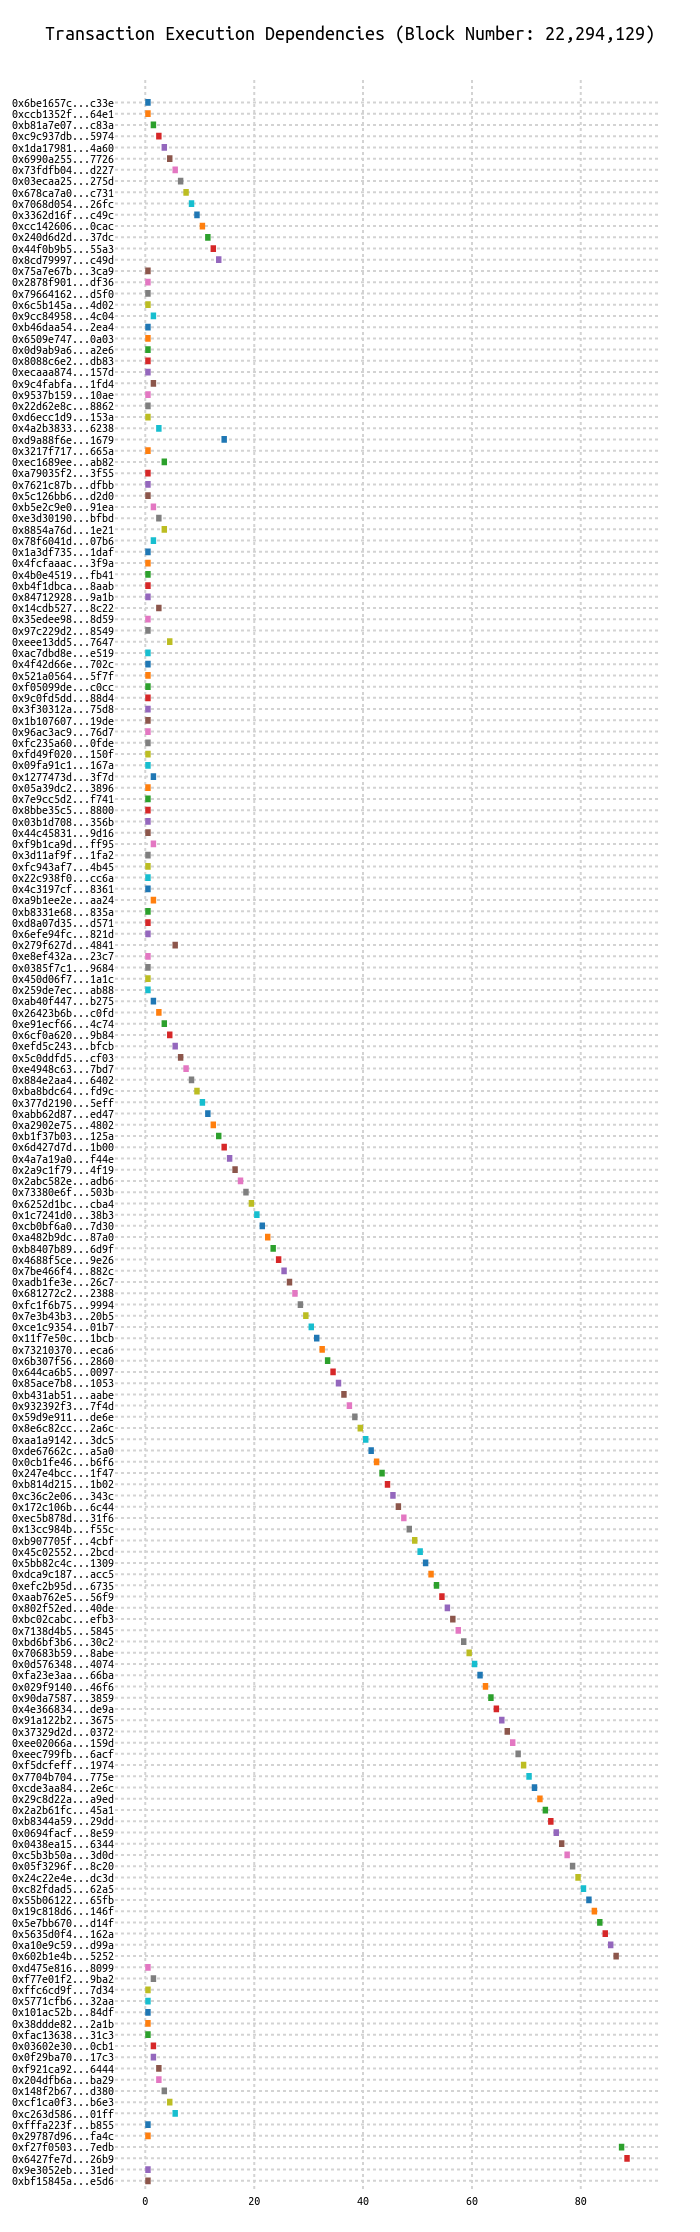 Transaction Execution Dependencies (Block Number: 22,294,129)
0x6be1657c...c33e
0xccb1352f...64e1
0xb81a7e07...c83a
0xc9c937db...5974
0x1da17981...4a60
0x6990a255...7726
0x73fdfb04...d227
0x03ecaa25...275d
0x678ca7a0...c731
0x7068d054...26fc
0x3362d16f...c49c
0xcc142606...0cac
0x240d6d2d...37dc
0x44f0b9b5...55a3
0x8cd79997...c49d
0x75a7e67b...3ca9
0x2878f901...df36
0x79664162...d5f0
0x6c5b145a...4d02
0x9cc84958...4c04
0xb46daa54...2ea4
0x6509e747...0a03
0x0d9ab9a6...a2e6
0x8088c6e2...db83
0xecaaa874...157d
0x9c4fabfa...1fd4
0x9537b159...10ae
0x22d62e8c...8862
0xd6ecc1d9...153a
0x4a2b3833...6238
0xd9a88f6e...1679
0x3217f717...665a
0xec1689ee...ab82
0xa79035f2...3f55
0x7621c87b...dfbb
0x5c126bb6...d2d0
0xb5e2c9e0...91ea
0xe3d30190...bfbd
0x8854a76d...1e21
0x78f6041d...07b6
0x1a3df735...1daf
0x4fcfaaac...3f9a
0x4b0e4519...fb41
0xb4f1dbca...8aab
0x84712928...9a1b
0x14cdb527...8c22
0x35edee98...8d59
0x97c229d2...8549
0xeee13dd5...7647
0xac7dbd8e...e519
0x4f42d66e...702c
0x521a0564...5f7f
0xf05099de...c0cc
0x9c0fd5dd...88d4
0x3f30312a...75d8
0x1b107607...19de
0x96ac3ac9...76d7
0xfc235a60...0fde
0xfd49f020...150f
0x09fa91c1...167a
0x1277473d...3f7d
0x05a39dc2...3896
0x7e9cc5d2...f741
0x8bbe35c5...8800
0x03b1d708...356b
0x44c45831...9d16
0xf9b1ca9d...ff95
0x3d11af9f...1fa2
0xfc943af7...4b45
0x22c938f0...cc6a
0x4c3197cf...8361
0xa9b1ee2e...aa24
0xb8331e68...835a
0xd8a07d35...d571
0x6efe94fc...821d
0x279f627d...4841
0xe8ef432a...23c7
0x0385f7c1...9684
0x450d06f7...1a1c
0x259de7ec...ab88
0xab40f447...b275
0x26423b6b...c0fd
0xe91ecf66...4c74
0x6cf0a620...9b84
0xefd5c243...bfcb
0x5c0ddfd5...cf03
0xe4948c63...7bd7
0x884e2aa4...6402
0xba8bdc64...fd9c
0x377d2190...5eff
0xabb62d87...ed47
0xa2902e75...4802
0xb1f37b03...125a
0x6d427d7d...1b00
0x4a7a19a0...f44e
0x2a9c1f79...4f19
0x2abc582e...adb6
0x73380e6f...503b
0x6252d1bc...cba4
0x1c7241d0...38b3
0xcb0bf6a0...7d30
0xa482b9dc...87a0
0xb8407b89...6d9f
0x4688f5ce...9e26
0x7be466f4...882c
0xadb1fe3e...26c7
0x681272c2...2388
0xfc1f6b75...9994
0x7e3b43b3...20b5
0xce1c9354...01b7
0x11f7e50c...1bcb
0x73210370...eca6
0x6b307f56...2860
0x644ca6b5...0097
0x85ace7b8...1053
0xb431ab51...aabe
0x932392f3...7f4d
0x59d9e911...de6e
0x8e6c82cc...2a6c
0xaa1a9142...3dc5
0xde67662c...a5a0
0x0cb1fe46...b6f6
0x247e4bcc...1f47
0xb814d215...1b02
0xc36c2e06...343c
0x172c106b...6c44
0xec5b878d...31f6
0x13cc984b...f55c
0xb907705f...4cbf
0x45c02552...2bcd
0x5bb82c4c...1309
0xdca9c187...acc5
0xefc2b95d...6735
0xaab762e5...56f9
0x802f52ed...40de
0xbc02cabc...efb3
0x7138d4b5...5845
0xbd6bf3b6...30c2
0x70683b59...8abe
0x0d576348...4074
0xfa23e3aa...66ba
0x029f9140...46f6
0x90da7587...3859
0x4e366834...de9a
0x91a122b2...3675
0x37329d2d...0372
0xee02066a...159d
0xeec799fb...6acf
0xf5dcfeff...1974
0x7704b704...775e
0xcde3aa84...2e6c
0x29c8d22a...a9ed
0x2a2b61fc...45a1
0xb8344a59...29dd
0x0694facf...8e59
0x0438ea15...6344
0xc5b3b50a...3d0d
0x05f3296f...8c20
0x24c22e4e...dc3d
0xc82fdad5...62a5
0x55b06122...65fb
0x19c818d6...146f
0x5e7bb670...d14f
0x5635d0f4...162a
0xa10e9c59...d99a
0x602b1e4b...5252
0xd475e816...8099
0xf77e01f2...9ba2
0xffc6cd9f...7d34
0x5771cfb6...32aa
0x101ac52b...84df
0x38ddde82...2a1b
0xfac13638...31c3
0x03602e30...0cb1
0x0f29ba70...17c3
0xf921ca92...6444
0x204dfb6a...ba29
0x148f2b67...d380
0xcf1ca0f3...b6e3
0xc263d586...01ff
0xfffa223f...b855
0x29787d96...fa4c
0xf27f0503...7edb
0x6427fe7d...26b9
0x9e3052eb...31ed
0xbf15845a...e5d6
0 20 40 60 80